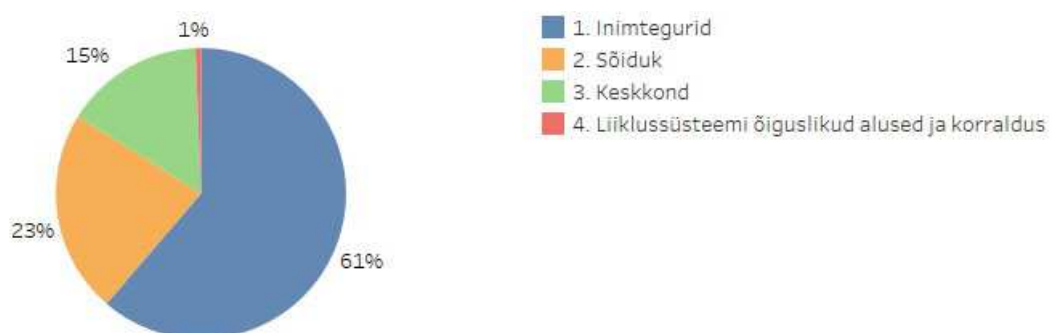 1%
15%
23%
61%
1. Inimtegurid
2. Sõiduk
3. Keskkond
4. Liiklussüsteemi õiguslikud alused ja korraldus